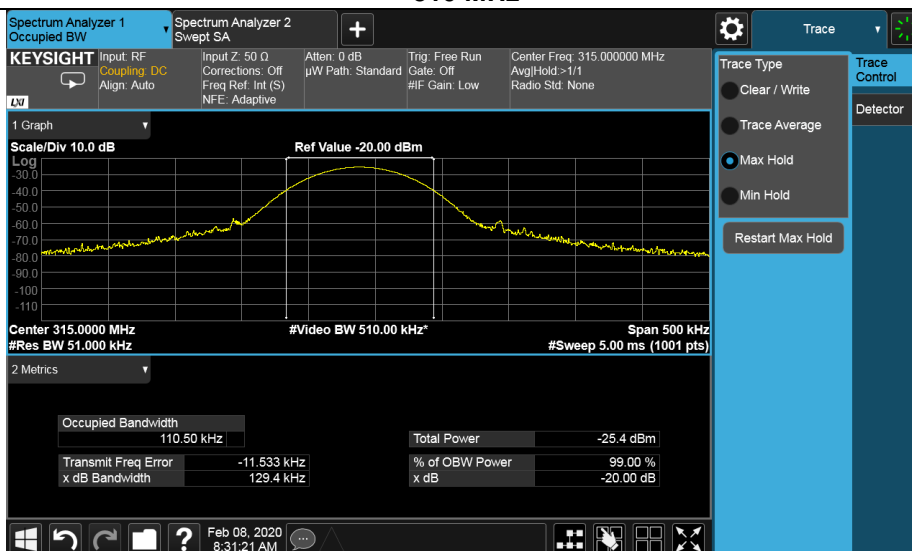 Spectrum Analyzer 1
Occupied BW
Spectrum Analyzer 2
Swept SA
Trace
KEYSIGHT
LXI
Input: RF
Coupling: DC
Align: Auto
Input Z: 50 Ω
Corrections: Off
Freq Ref: Int (S)
NFE: Adaptive
Atten: 0 dB
µW Path: Standard
Trig: Free Run
Gate: Off
#IF Gain: Low
Center Freq: 315.000000 MHz
Avg|Hold:>1/1
Radio Std: None
Trace Type
Clear / Write
Trace Average
Max Hold
Min Hold
Restart Max Hold
Trace
Control
Detector
1 Graph
Scale/Div 10.0 dB
Ref Value -20.00 dBm
Log
-30.0
-40.0
-50.0
-60.0
-70.0
-80.0
-90.0
-100
-110
Center 315.0000 MHz
#Video BW 510.00 kHz*
Span 500 kHz
#Res BW 51.000 kHz
#Sweep 5.00 ms (1001 pts)
2 Metrics
Occupied Bandwidth
110.50 kHz
Total Power -25.4 dBm
Transmit Freq Error -11.533 kHz
% of OBW Power 99.00 %
x dB Bandwidth 129.4 kHz
x dB -20.00 dB
?
Feb 08, 2020
8:31:21 AM